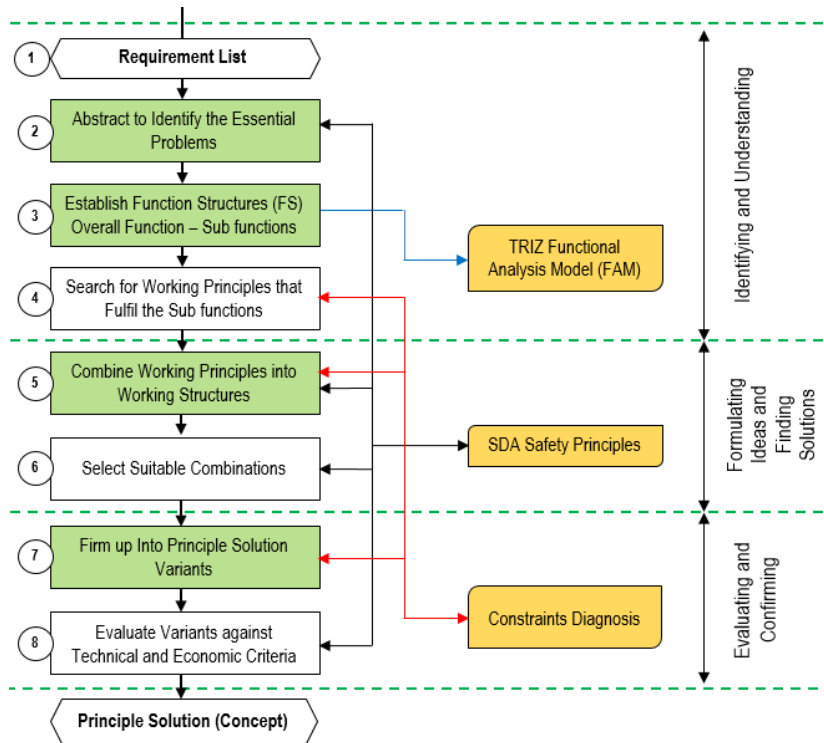 1
Requirement List
2
Abstract to Identify the Essential
Problems
3
Establish Function Structures (FS)
Overall Function – Sub functions
4
Search for Working Principles that
Fulfil the Sub functions
TRIZ Functional
Analysis Model (FAM)
Identifying and Understanding
5
Combine Working Principles into
Working Structures
6
Select Suitable Combinations
SDA Safety Principles
Formulating
Ideas and
Finding
Solutions
7
Firm up Into Principle Solution
Variants
8
Evaluate Variants against
Technical and Economic Criteria
Constraints Diagnosis
Evaluating and
Confirming
Principle Solution (Concept)